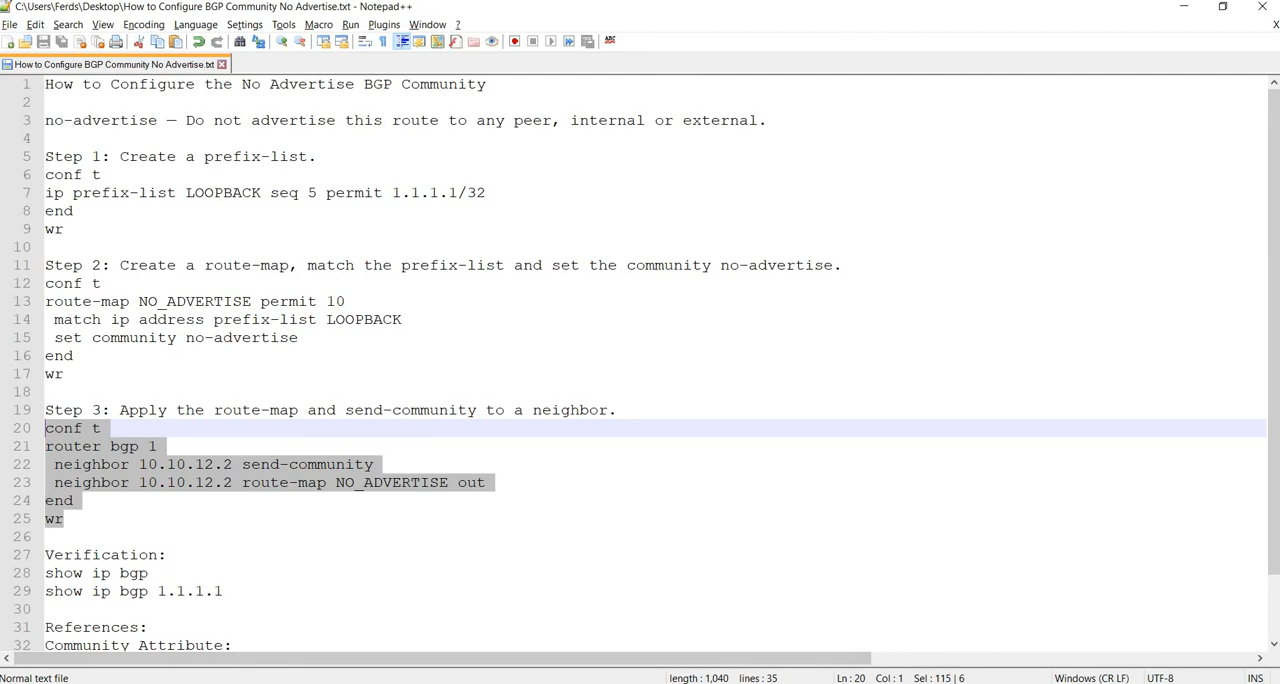 C:\Users\Ferds\Desktop\How to Configure BGP Community No Advertise.txt - Notepad++
File Edit Search View Encoding Language Settings Tools Macro Run Plugins Window ?
X
ABC
How to Configure BGP Community No Advertise.txt
1 How to Configure the No Advertise BGP Community
2
3 no-advertise — Do not advertise this route to any peer, internal or external.
4
5 Step 1: Create a prefix-list.
6 conf t
7 ip prefix-list LOOPBACK seq 5 permit 1.1.1.1/32
8 end
9 wr
10
11 Step 2: Create a route-map, match the prefix-list and set the community no-advertise.
12 conf t
13 route-map NO_ADVERTISE permit 10
14 match ip address prefix-list LOOPBACK
15 set community no-advertise
16 end
17 wr
18
19 Step 3: Apply the route-map and send-community to a neighbor.
20 conf t
21 router bgp 1
22 neighbor 10.10.12.2 send-community
23 neighbor 10.10.12.2 route-map NO_ADVERTISE out
24 end
25 wr
26
27 Verification:
28 show ip bgp
29 show ip bgp 1.1.1.1
30
31 References:
32 Community Attribute:
Normal text file length : 1,040 lines : 35 Ln : 20 Col : 1 Sel : 115 | 6 Windows (CR LF) UTF-8 INS